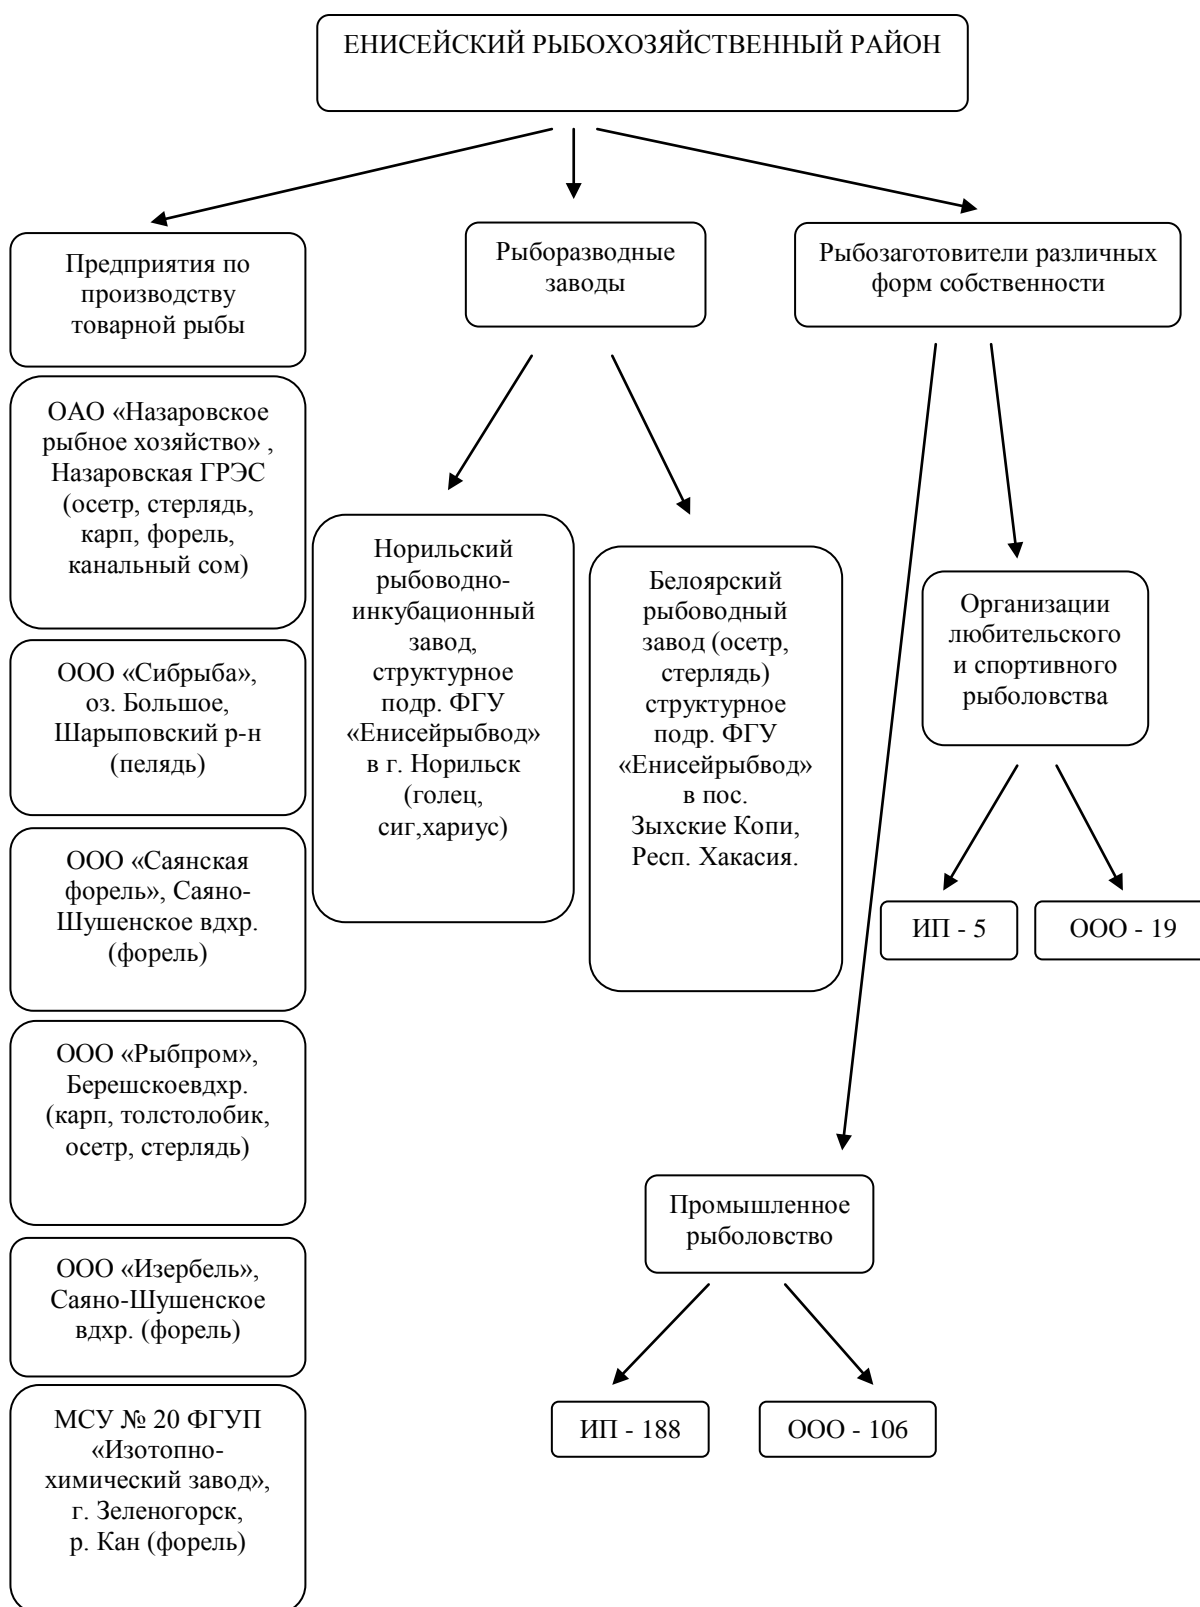 ЕНИСЕЙСКИЙ РЫБОХОЗЯЙСТВЕННЫЙ РАЙОН
Предприятия по
производству
товарной рыбы
ОАО «Назаровское
рыбное хозяйство» ,
Назаровская ГРЭС
(осетр, стерлядь,
карп, форель,
канальный сом)
ООО «Сибрыба»,
оз. Большое,
Шарыповский р-н
(пелядь)
ООО «Саянская
форель», Саяно-
Шушенское вдхр.
(форель)
ООО «Рыбпром»,
Берешскоевдхр.
(карп, толстолобик,
осетр, стерлядь)
ООО «Изербель»,
Саяно-Шушенское
вдхр. (форель)
МСУ № 20 ФГУП
«Изотопно-
химический завод»,
г. Зеленогорск,
р. Кан (форель)
Рыборазводные
заводы
Норильский
рыбоводно-
инкубационный
завод,
структурное
подр. ФГУ
«Енисейрыбвод»
в г. Норильск
(голец,
сиг,хариус)
Белоярский
рыбоводный
завод (осетр,
стерлядь)
структурное
подр. ФГУ
«Енисейрыбвод»
в пос.
Зыхские Копи,
Респ. Хакасия.
Рыбозаготовители различных
форм собственности
Организации
любительского
и спортивного
рыболовства
ИП - 5
ООО - 19
Промышленное
рыболовство
ИП - 188
ООО - 106